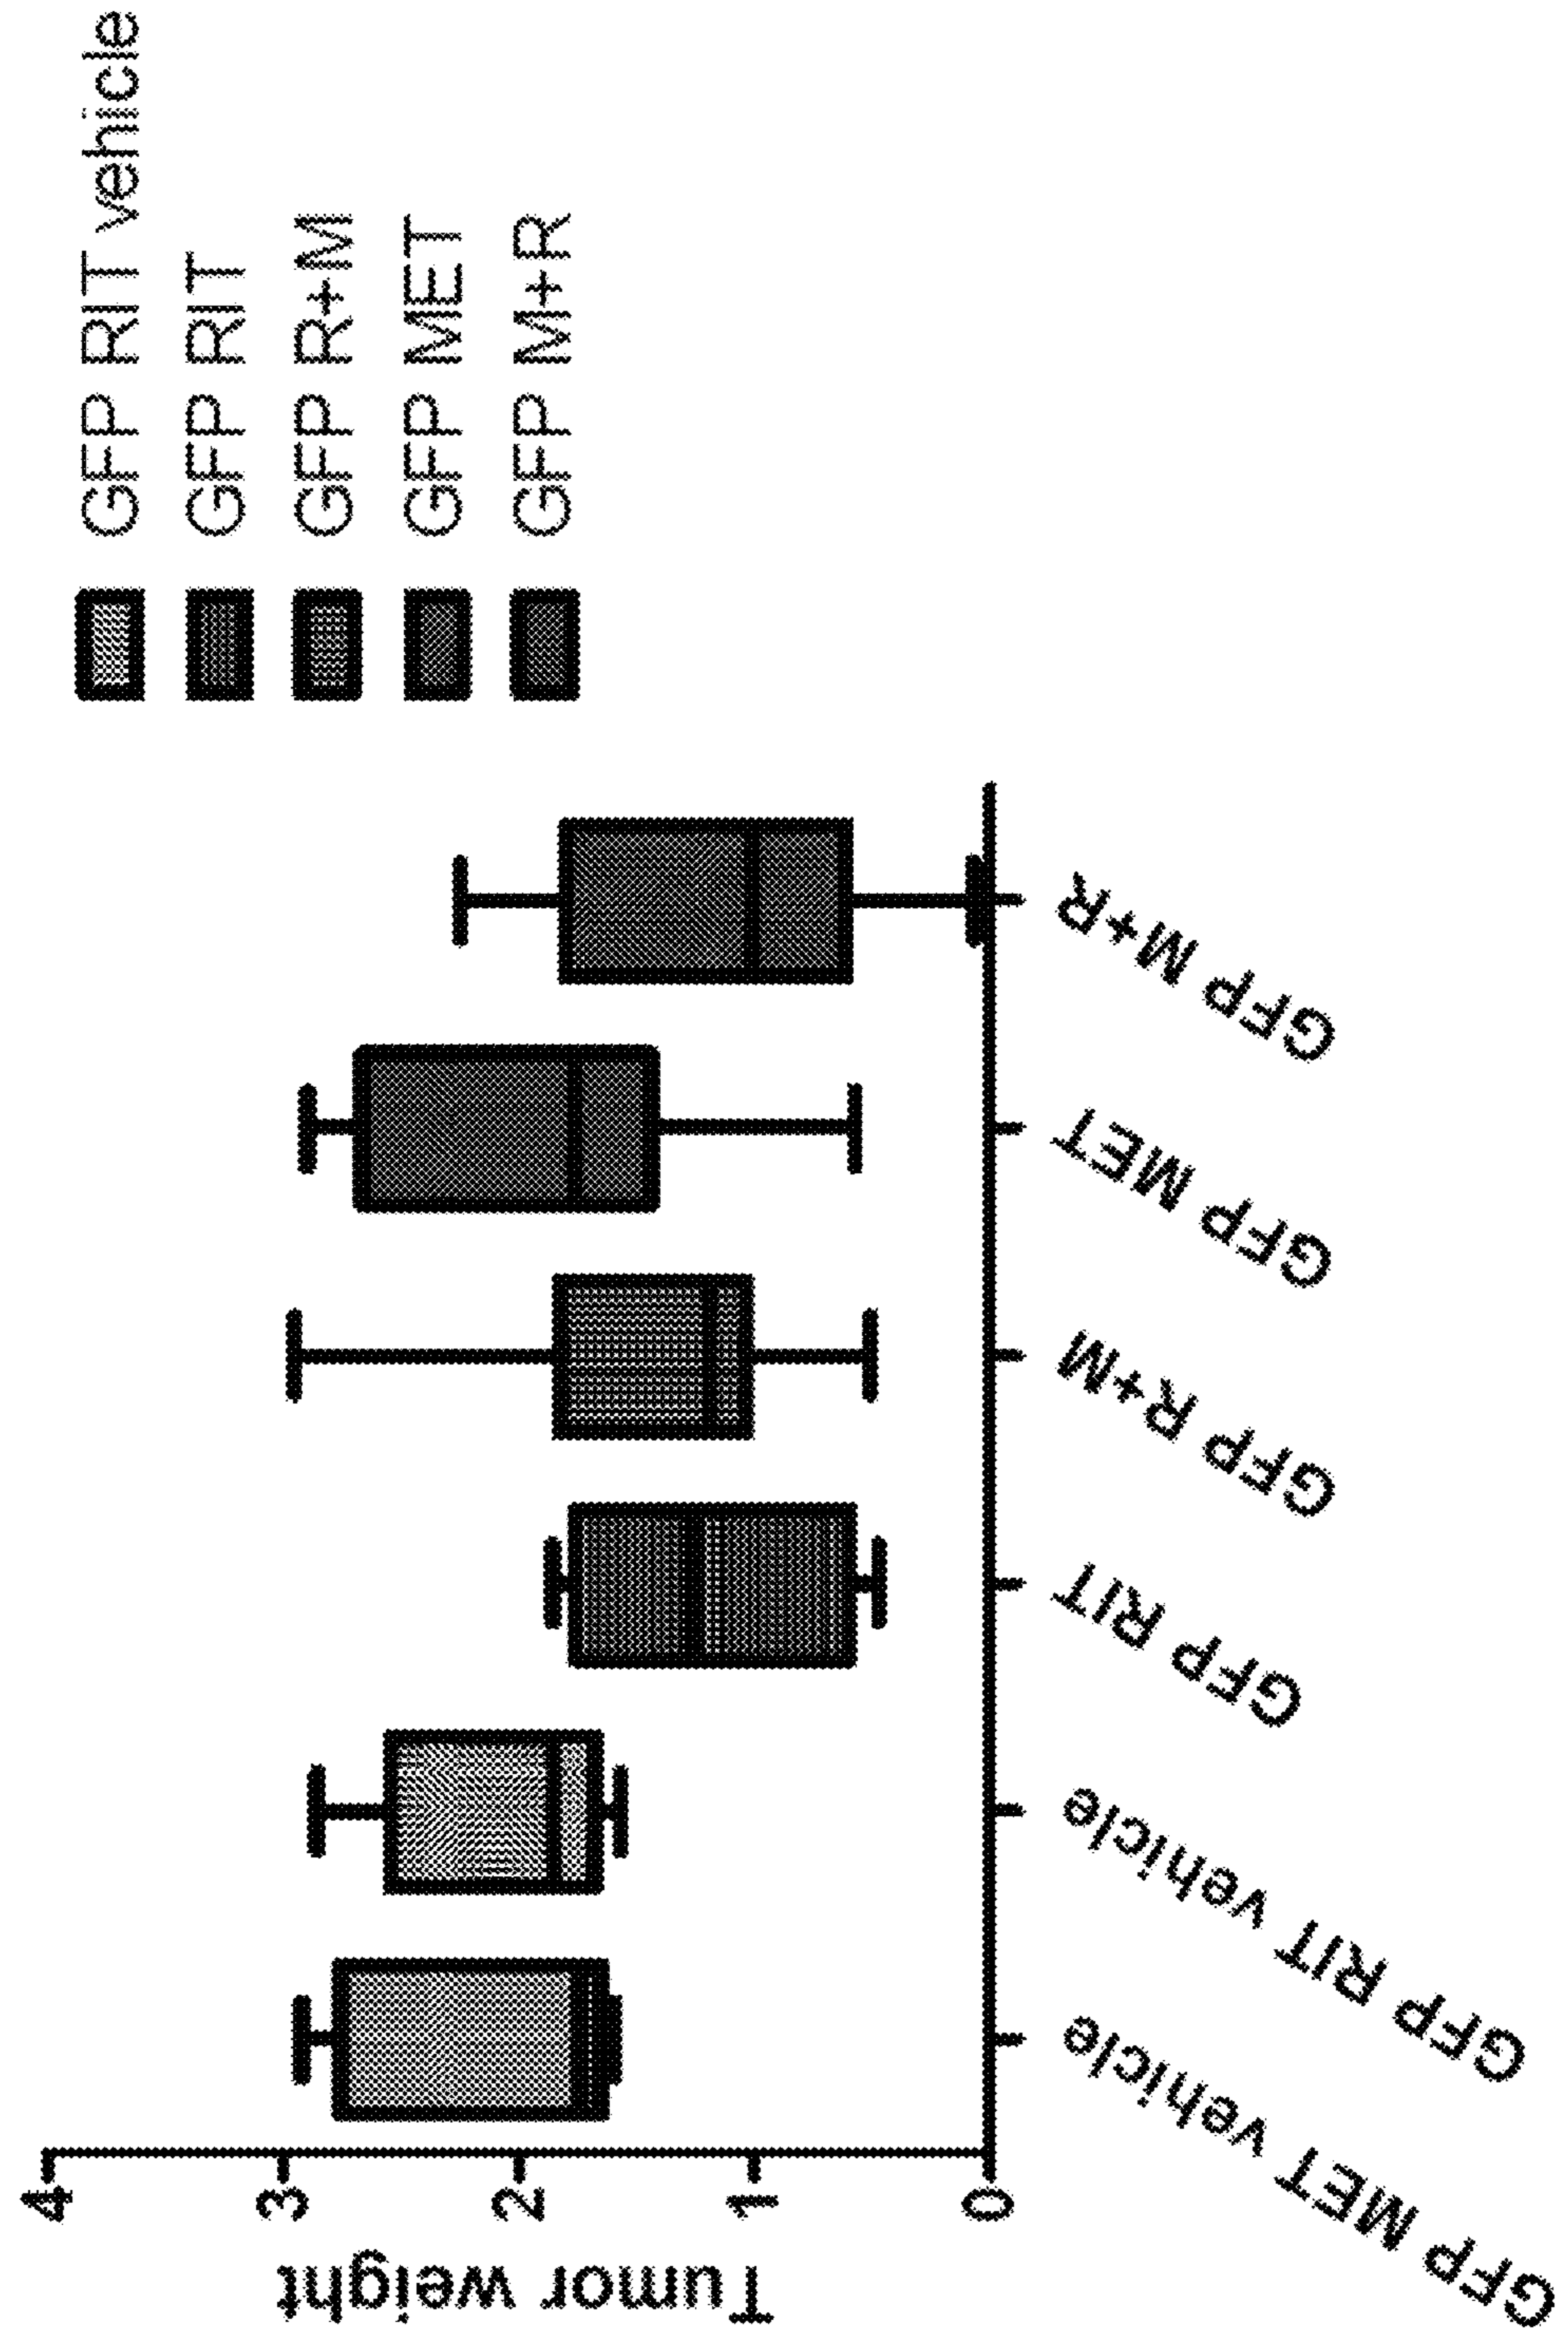 Tumor weight
4
3
2
1
0
GFP MET vehicle
GFP RIT vehicle
GFP RIT
GFP R+M
GFP MET
GFP M+R
GFP RIT vehicle
GFP RIT
GFP R+M
GFP MET
GFP M+R